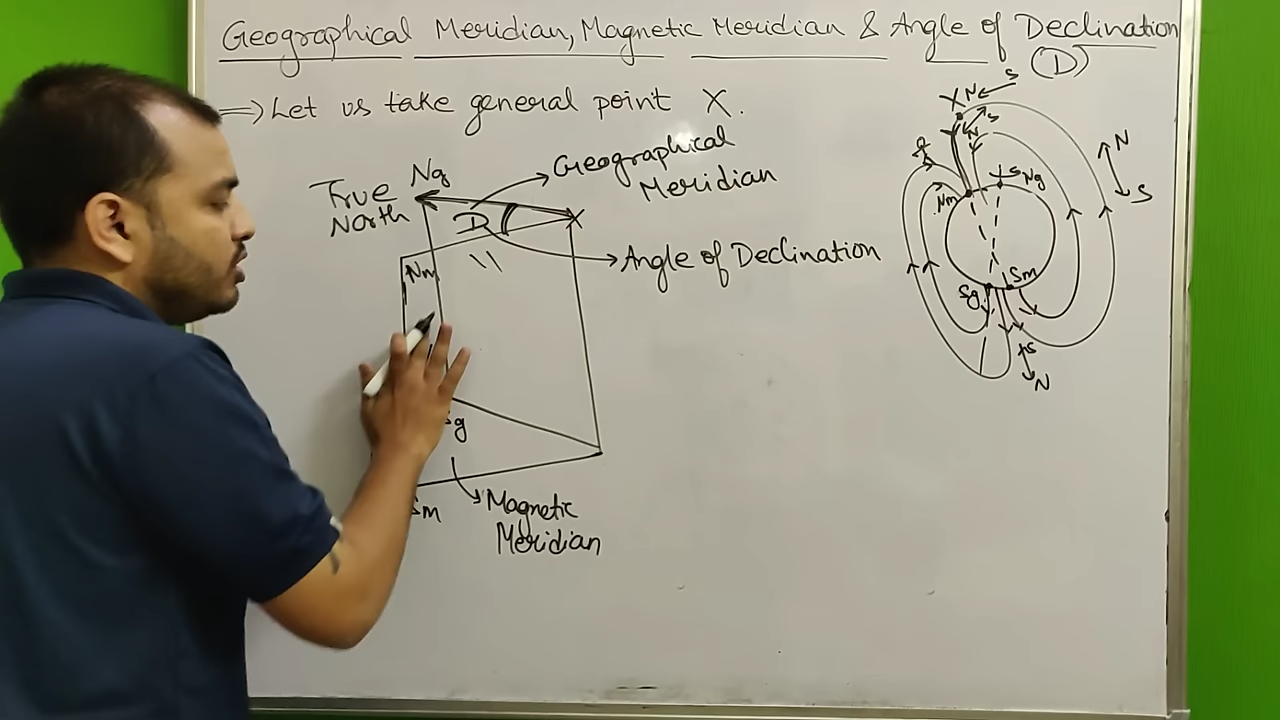 Geographical Meridian, Magnetic Meridian & Angle of Declination
(D)
⇒ Let us take general point X.
True
North
Ng
Geographical
Meridian
D
X
Nm
Angle of Declination
g
Sm
Magnetic
Meridian
X N S
S
N
N
S
Nm
S Ng
Sg
Sm
S
N